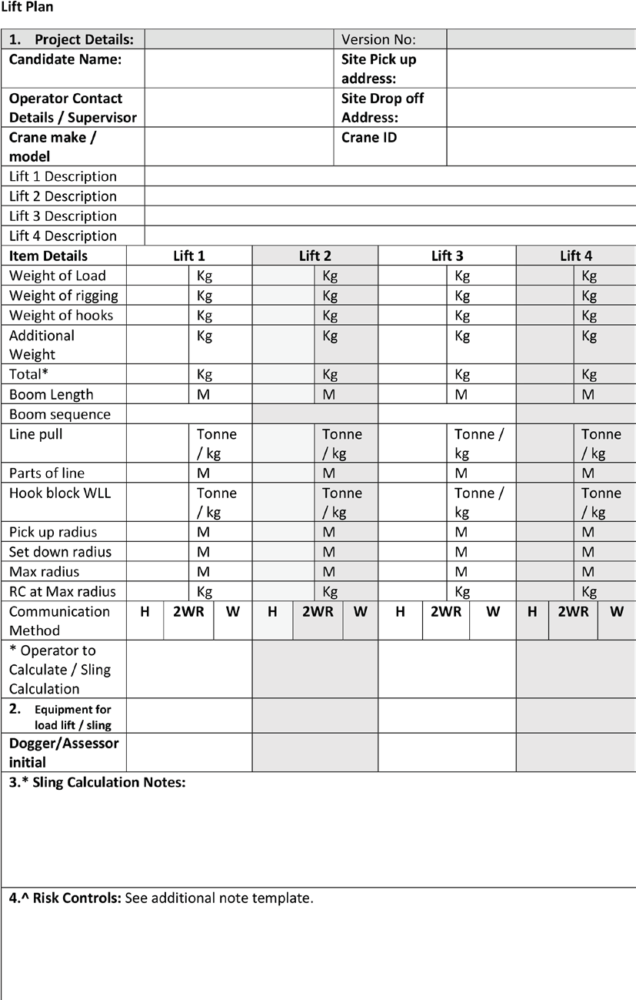 Lift Plan
1. Project Details: Version No:
Candidate Name: Site Pick up
address:
Operator Contact Site Drop off
Details / Supervisor Address:
Crane make / Crane ID
model
Lift 1 Description
Lift 2 Description
Lift 3 Description
Lift 4 Description
Item Details Lift 1 Lift 2 Lift 3 Lift 4
Weight of Load Kg Kg Kg Kg
Weight of rigging Kg Kg Kg Kg
Weight of hooks Kg Kg Kg Kg
Additional Kg Kg Kg Kg
Weight
Total* Kg Kg Kg Kg
Boom Length M M M M
Boom sequence
Line pull Tonne Tonne Tonne / Tonne
/ kg / kg kg / kg
Parts of line M M M M
Hook block WLL Tonne Tonne Tonne / Tonne
/ kg / kg kg / kg
Pick up radius M M M M
Set down radius M M M M
Max radius M M M M
RC at Max radius Kg Kg Kg Kg
Communication H 2WR W H 2WR W H 2WR W H 2WR W
Method
* Operator to
Calculate / Sling
Calculation
2. Equipment for
load lift / sling
Dogger/Assessor
initial
3.* Sling Calculation Notes:
4.^ Risk Controls: See additional note template.